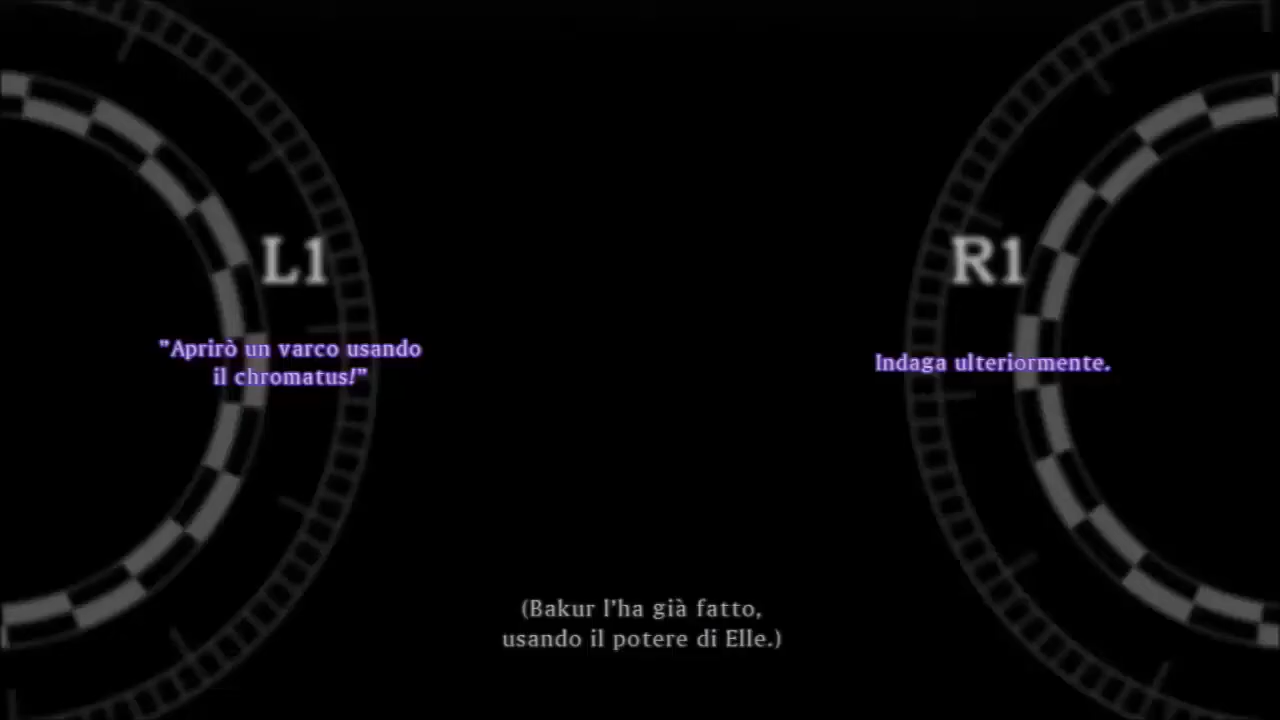 L1
R1
"Aprirò un varco usando
il chromatus!"
Indaga ulteriormente.
(Bakur l'ha già fatto,
usando il potere di Elle.)